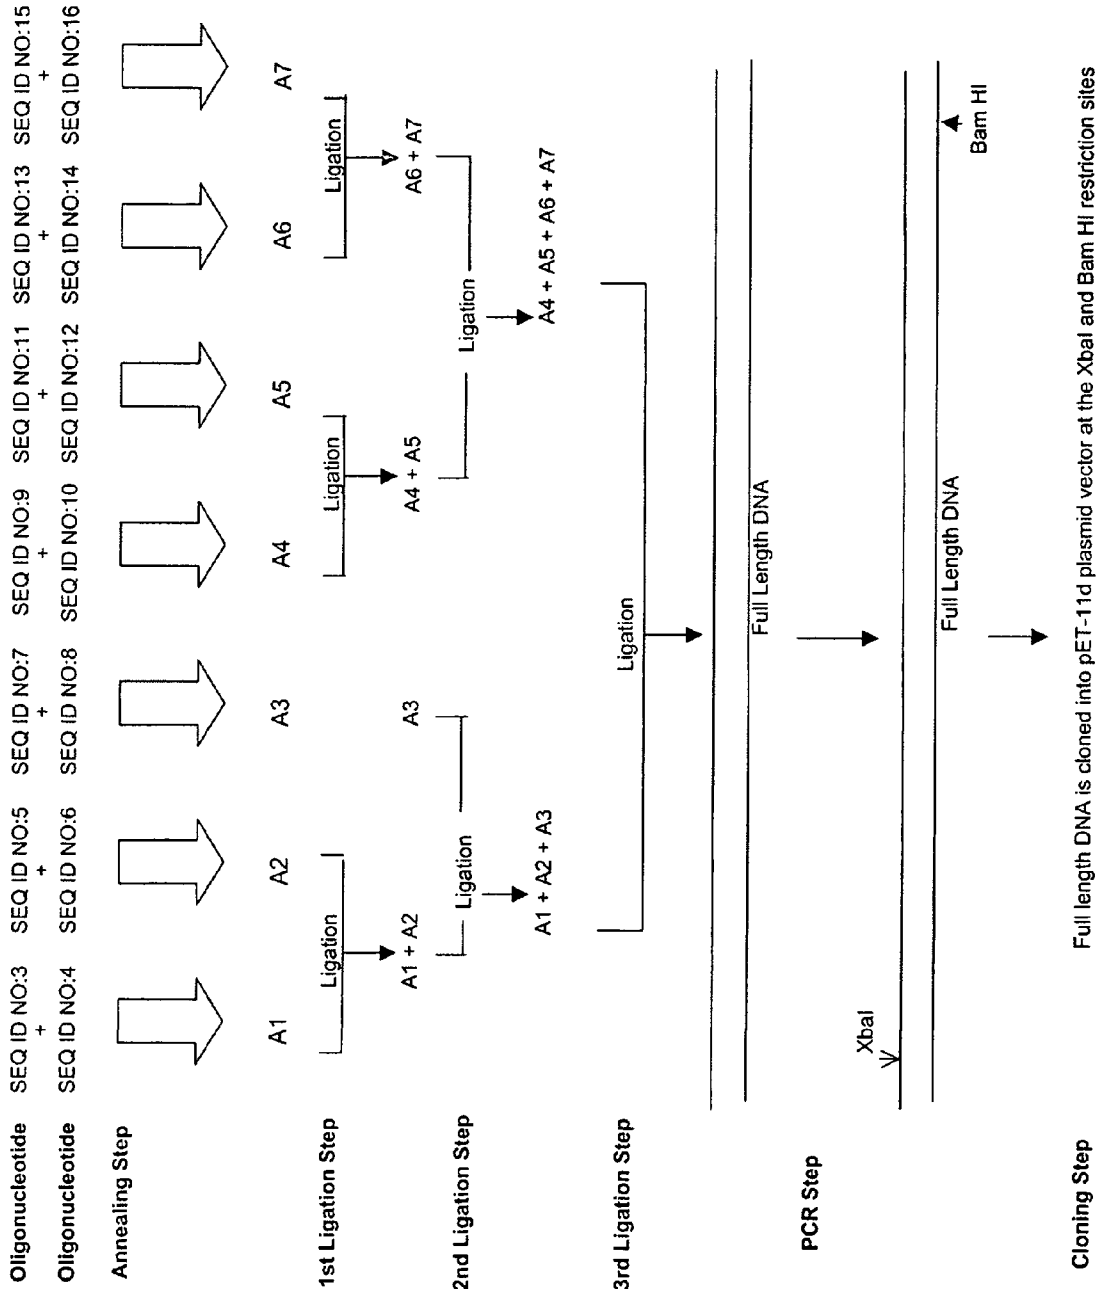 Oligonucleotide SEQ ID NO:3 SEQ ID NO:5 SEQ ID NO:7 SEQ ID NO:9 SEQ ID NO:11 SEQ ID NO:13 SEQ ID NO:15
+ + + + + + +
Oligonucleotide SEQ ID NO:4 SEQ ID NO:6 SEQ ID NO:8 SEQ ID NO:10 SEQ ID NO:12 SEQ ID NO:14 SEQ ID NO:16
Annealing Step
A1 A2 A3 A4 A5 A6 A7
1st Ligation Step Ligation Ligation Ligation
A1 + A2 A3 A4 + A5 A6 + A7
2nd Ligation Step Ligation Ligation
A1 + A2 + A3 A4 + A5 + A6 + A7
3rd Ligation Step Ligation
Full Length DNA
PCR Step
XbaI
Full Length DNA
Bam HI
Cloning Step Full length DNA is cloned into pET-11d plasmid vector at the XbaI and Bam HI restriction sites